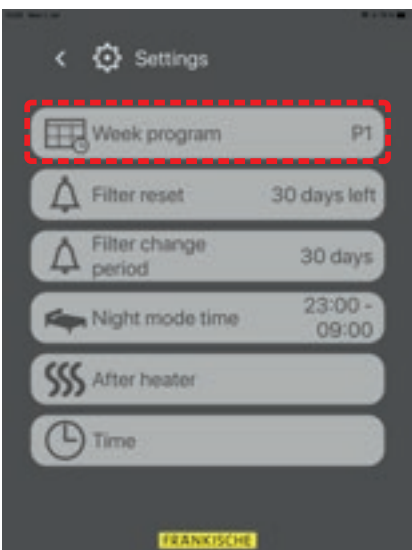 Settings
Week program P1
Filter reset 30 days left
Filter change
period
30 days
Night mode time
23:00 -
09:00
After heater
Time
FRÄNKISCHE